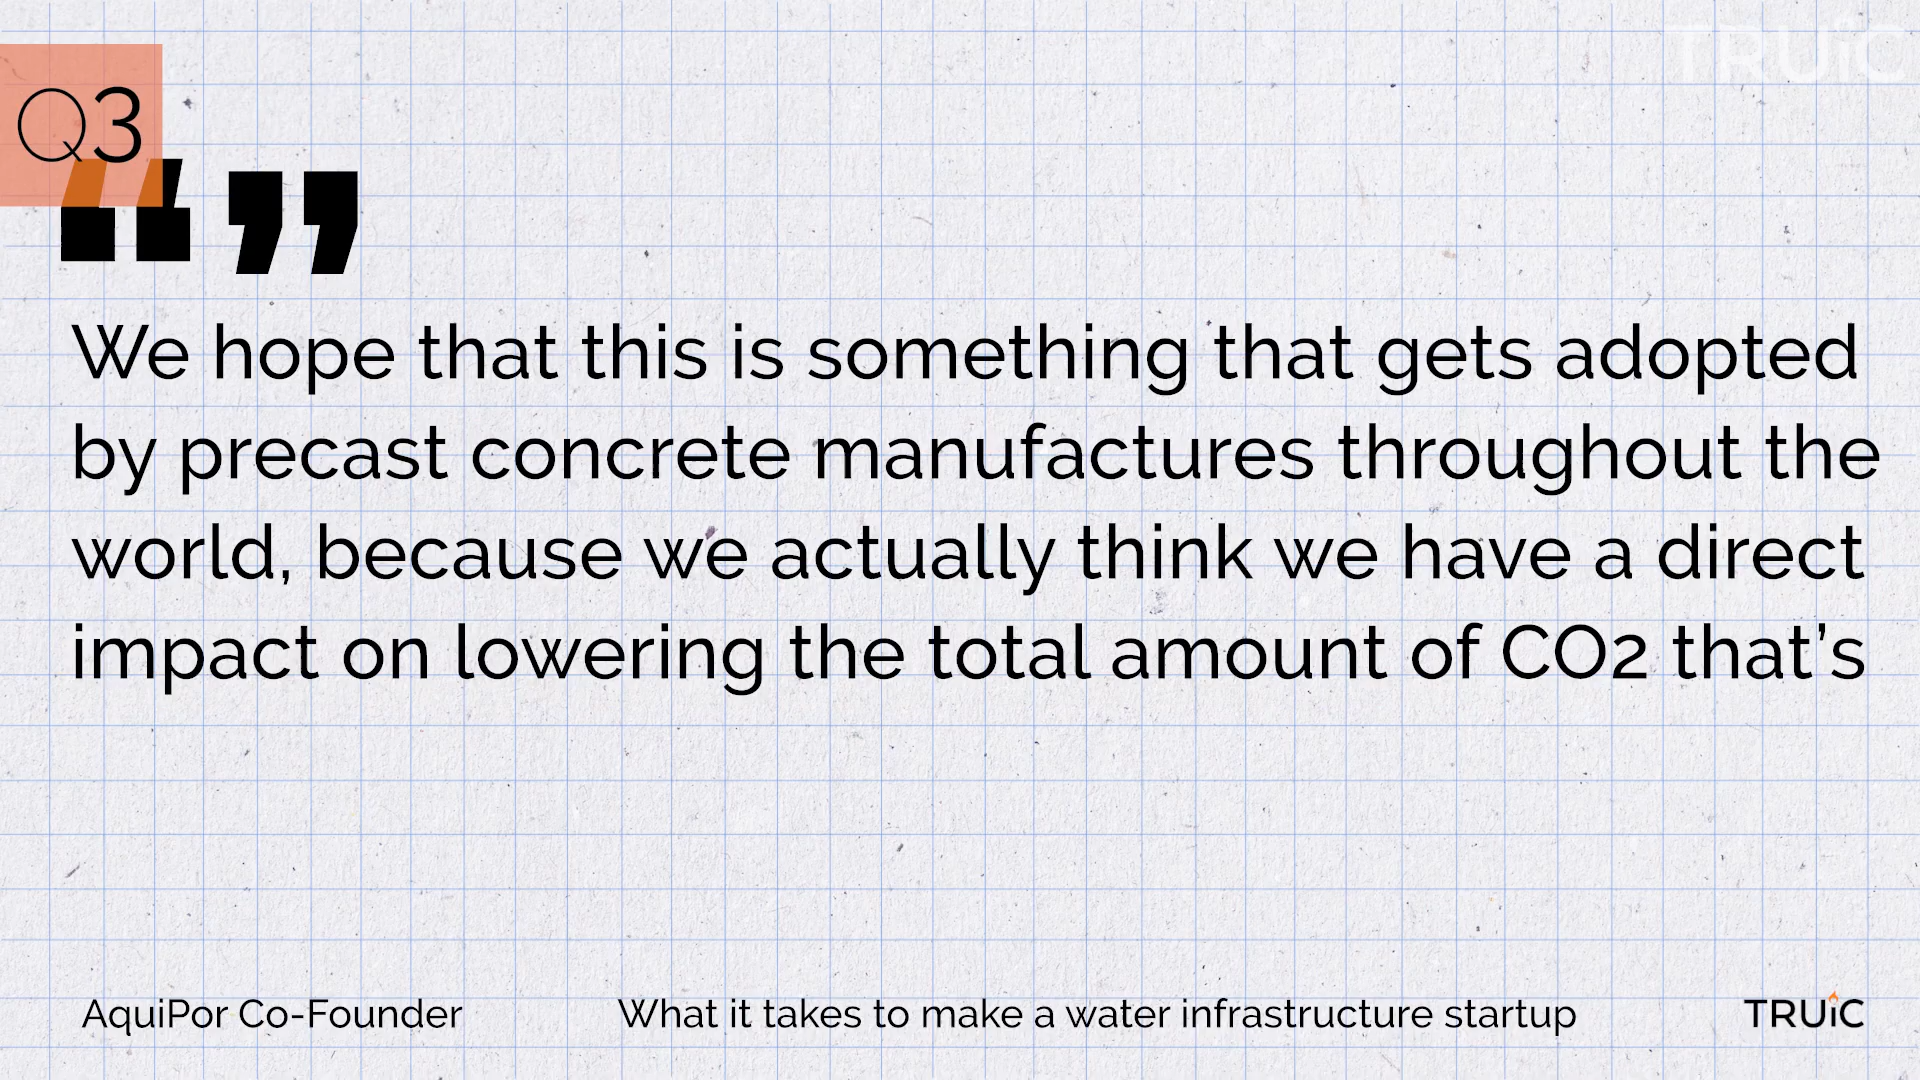 TRUiC
Q3
“”
We hope that this is something that gets adopted
by precast concrete manufactures throughout the
world, because we actually think we have a direct
impact on lowering the total amount of CO2 that’s
AquiPor Co-Founder
What it takes to make a water infrastructure startup
TRUiC